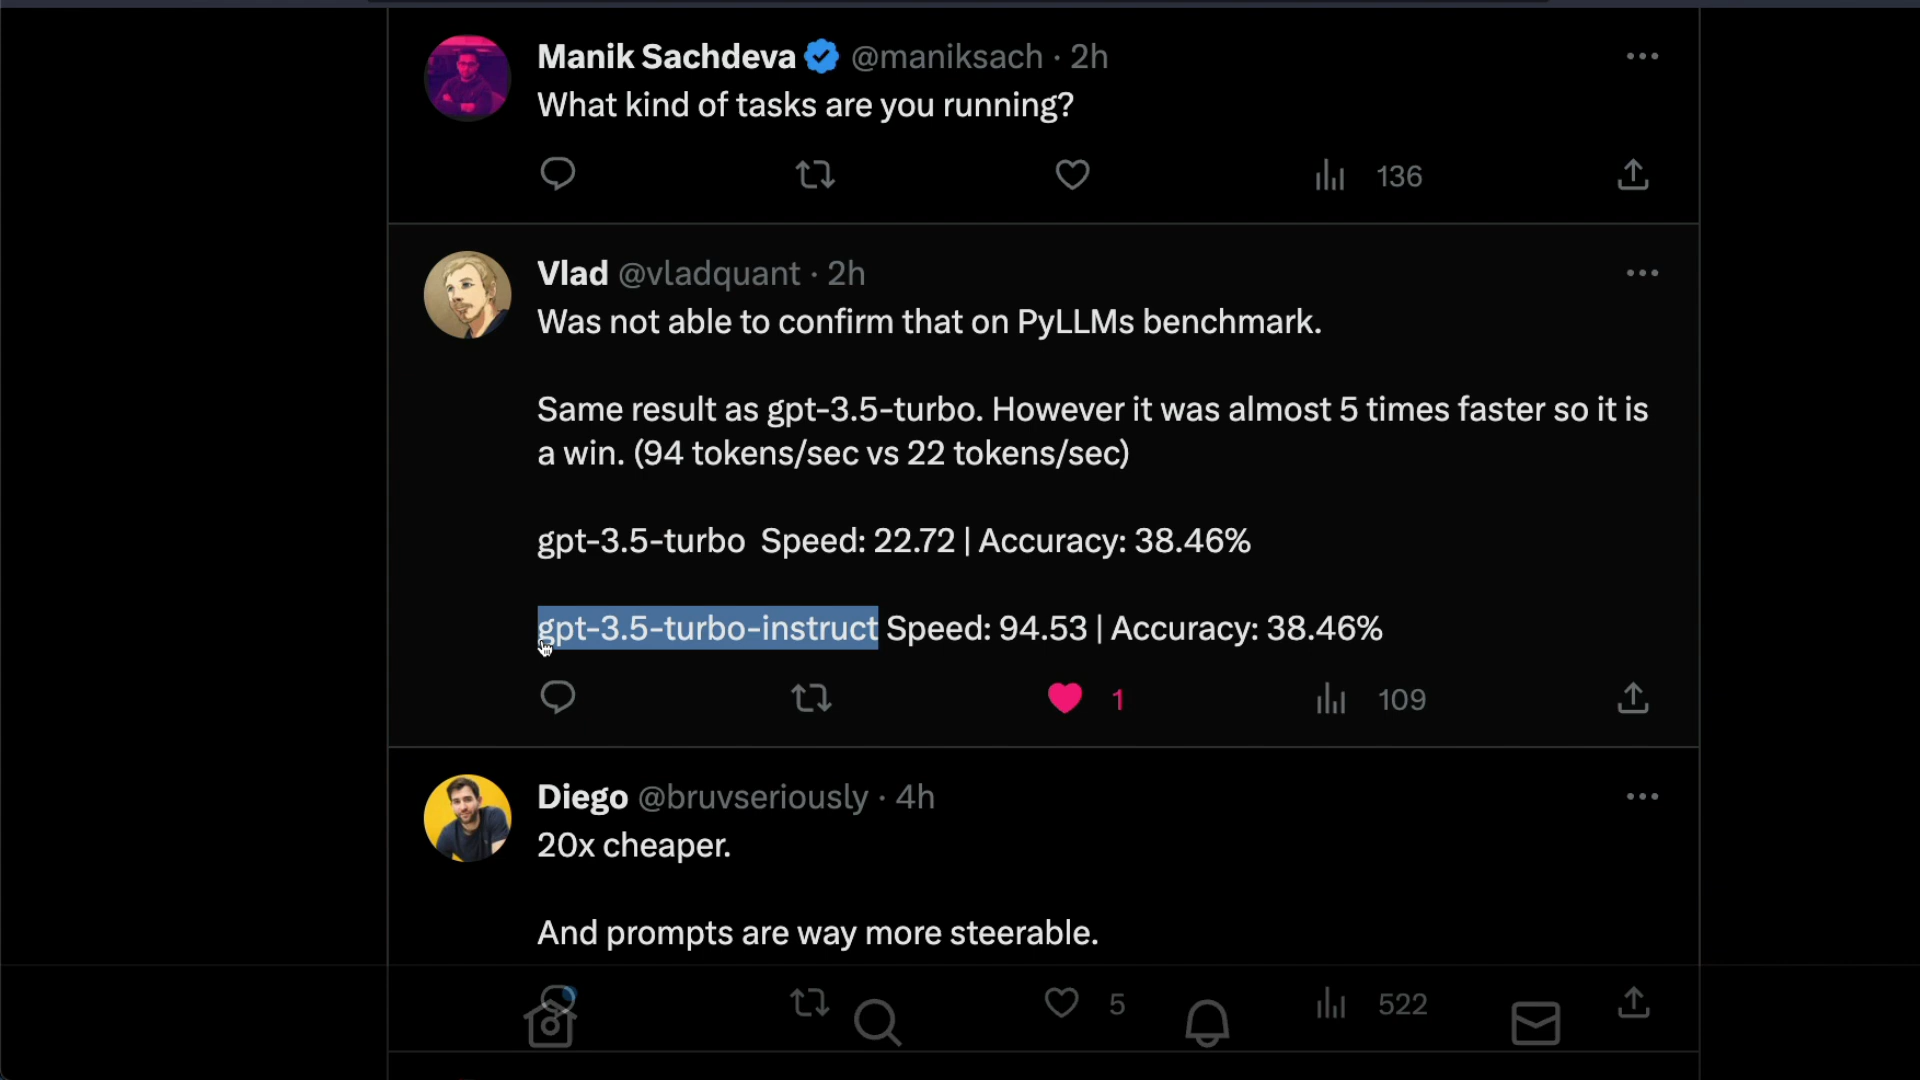 Manik Sachdeva @maniksach · 2h
What kind of tasks are you running?
136
Vlad @vladquant · 2h
Was not able to confirm that on PyLLMs benchmark.
Same result as gpt-3.5-turbo. However it was almost 5 times faster so it is
a win. (94 tokens/sec vs 22 tokens/sec)
gpt-3.5-turbo  Speed: 22.72 | Accuracy: 38.46%
gpt-3.5-turbo-instruct Speed: 94.53 | Accuracy: 38.46%
1 109
Diego @bruvseriously · 4h
20x cheaper.
And prompts are way more steerable.
5 522